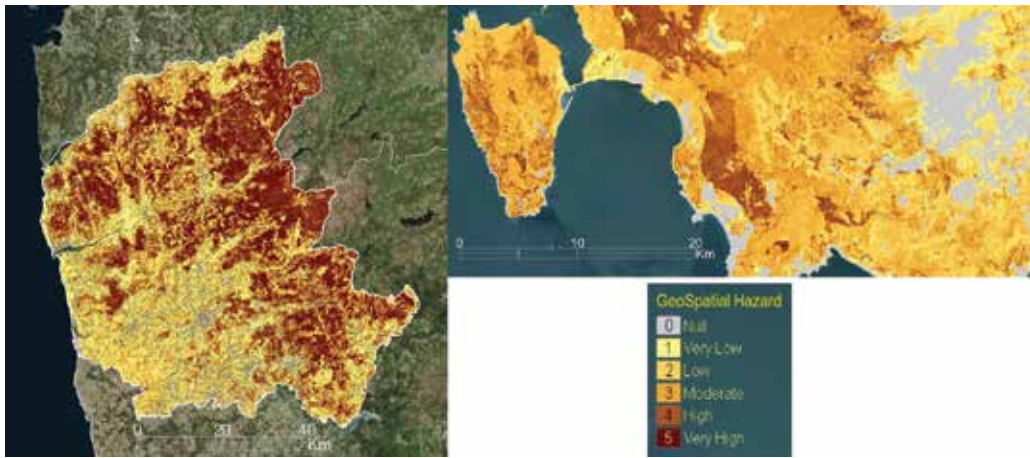 0 20 40
Km
0 10 20
Km
GeoSpatial Hazard
0 Null
1 Very Low
2 Low
3 Moderate
4 High
5 Very High